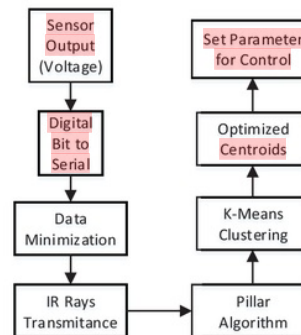 Sensor
Output
(Voltage)
Digital
Bit to
Serial
Data
Minimization
IR Rays
Transmitance
Pillar
Algorithm
K-Means
Clustering
Optimized
Centroids
Set Parameter
for Control